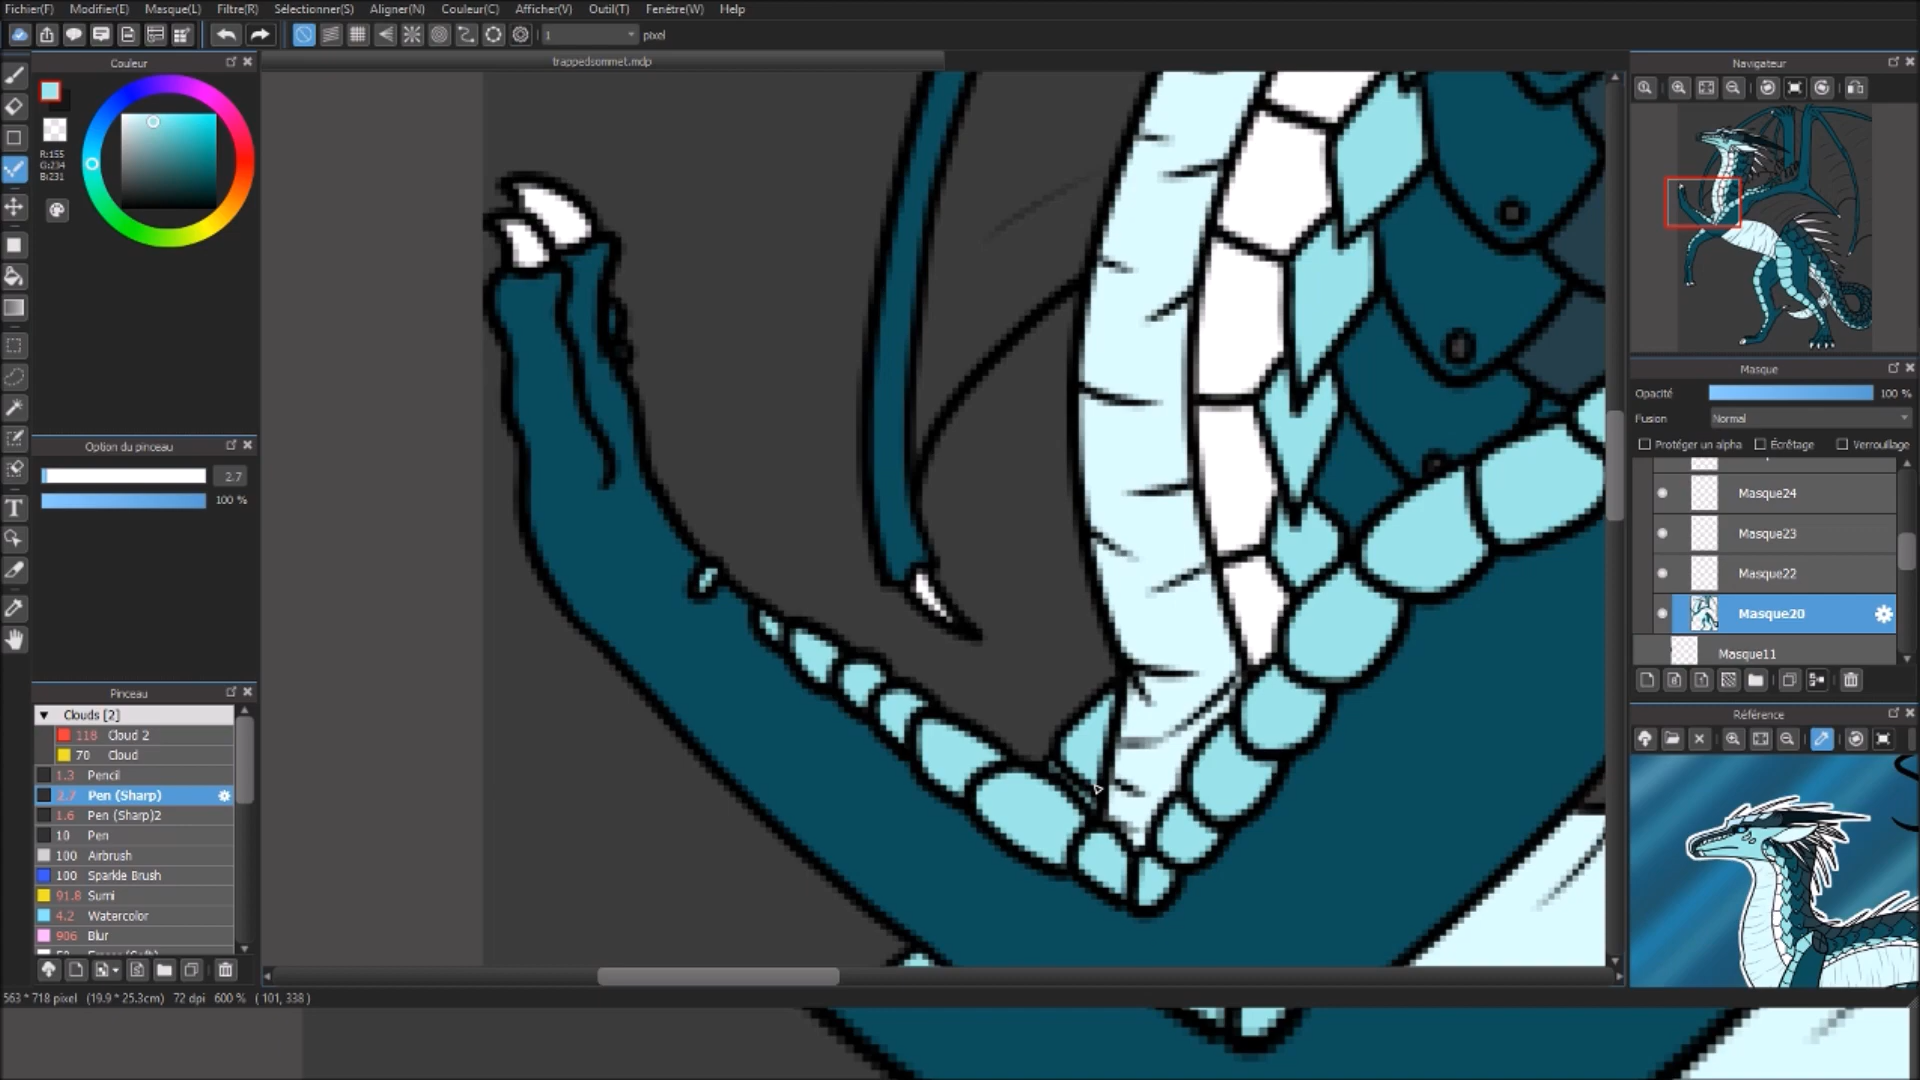 Fichier(F) Modifier(E) Masque(L) Filtre(R) Sélectionner(S) Aligner(N) Couleur(C) Afficher(V) Outil(T) Fenêtre(W) Help
1 pixel
Couleur
trappedsommet.mdp
Navigateur
R:155
G:234
B:231
Masque
Opacité 100 %
Fusion Normal
Protéger un alpha Écrêtage Verrouillage
Option du pinceau
2.7
100 %
Masque24
Masque23
Masque22
Masque20
Masque11
Pinceau
Clouds [2]
118 Cloud 2
70 Cloud
1.3 Pencil
2.7 Pen (Sharp)
1.6 Pen (Sharp)2
10 Pen
100 Airbrush
100 Sparkle Brush
91.8 Sumi
4.2 Watercolor
906 Blur
Référence
563 * 718 pixel (19.9 * 25.3cm) 72 dpi 600 % ( 101, 338 )